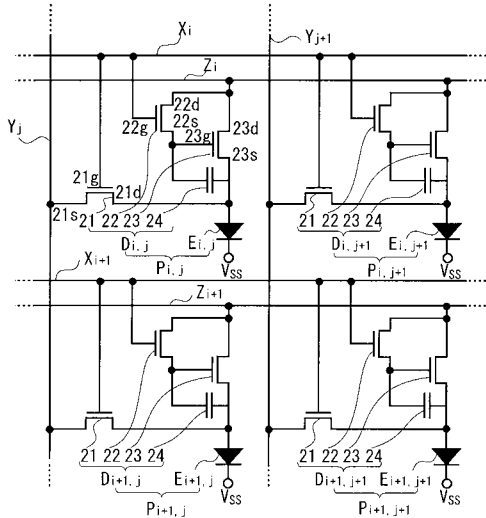 Xi
Yj+1
Zi
Yj
22d
22s
22g
23g
23d
23s
21g
21d
21s
21 22 23 24
21 22 23 24
Di, j Ei, j
Di, j+1 Ei, j+1
Pi, j
Pi, j+1
VSS
VSS
Xi+1
Zi+1
21 22 23 24
21 22 23 24
Di+1, j Ei+1, j
Di+1, j+1 Ei+1, j+1
Pi+1, j
Pi+1, j+1
VSS
VSS